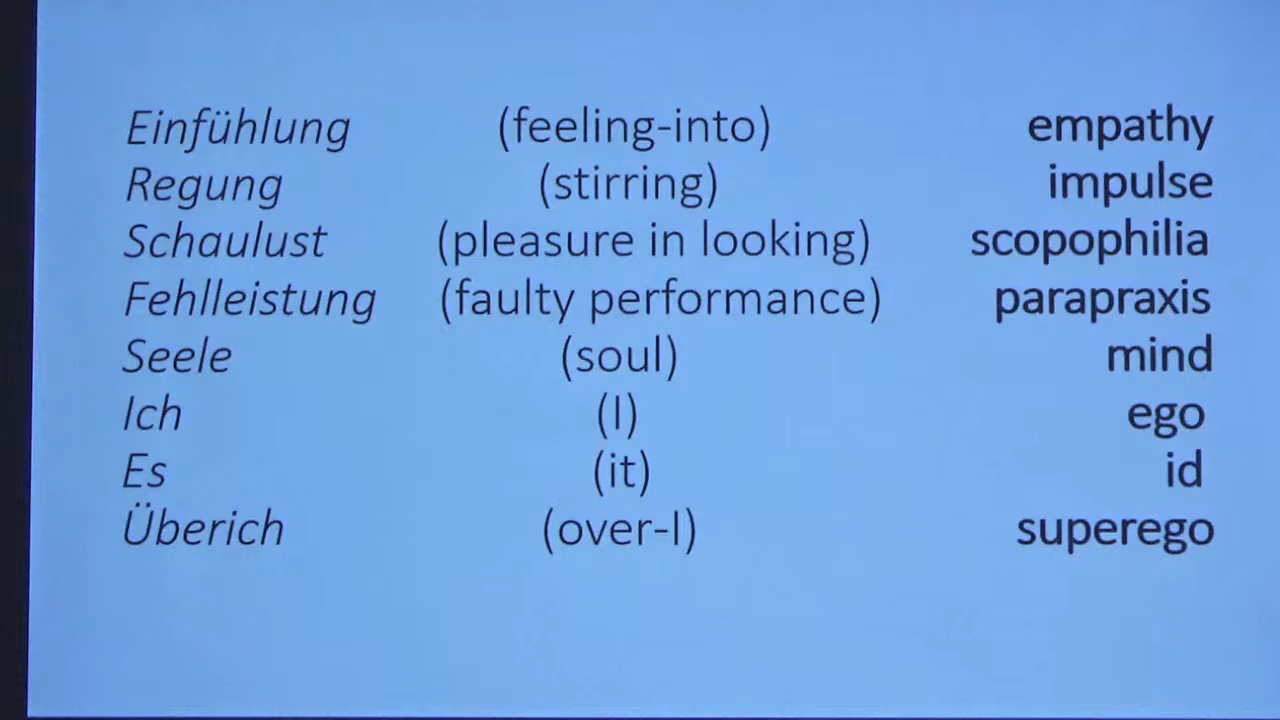 Einfühlung (feeling-into) empathy
Regung (stirring) impulse
Schaulust (pleasure in looking) scopophilia
Fehlleistung (faulty performance) parapraxis
Seele (soul) mind
Ich (I) ego
Es (it) id
Überich (over-I) superego